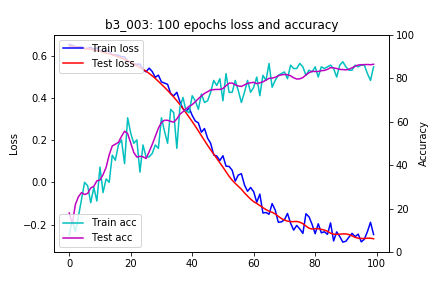 b3_003: 100 epochs loss and accuracy
Loss
0.6
0.4
0.2
0.0
−0.2
Train loss
Test loss
Train acc
Test acc
0
20
40
60
80
100
0
20
40
60
80
100
Accuracy